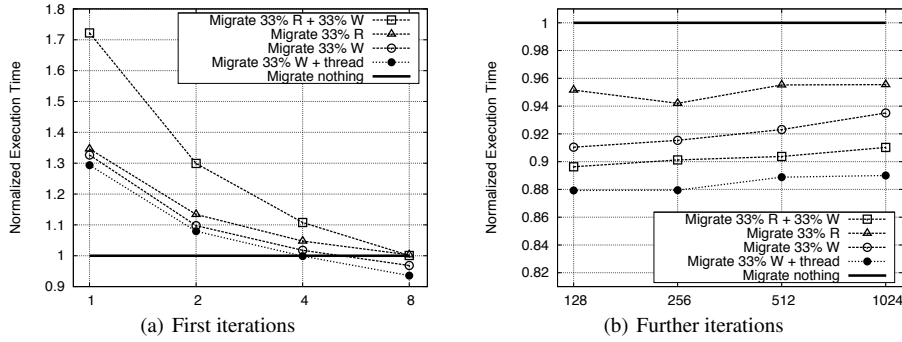 Normalized Execution Time
1.8
1.7
1.6
1.5
1.4
1.3
1.2
1.1
1
0.9
1 2 4 8
Migrate 33% R + 33% W
Migrate 33% R
Migrate 33% W
Migrate 33% W + thread
Migrate nothing
(a) First iterations
Normalized Execution Time
1
0.98
0.96
0.94
0.92
0.9
0.88
0.86
0.84
0.82
128 256 512 1024
Migrate 33% R + 33% W
Migrate 33% R
Migrate 33% W
Migrate 33% W + thread
Migrate nothing
(b) Further iterations